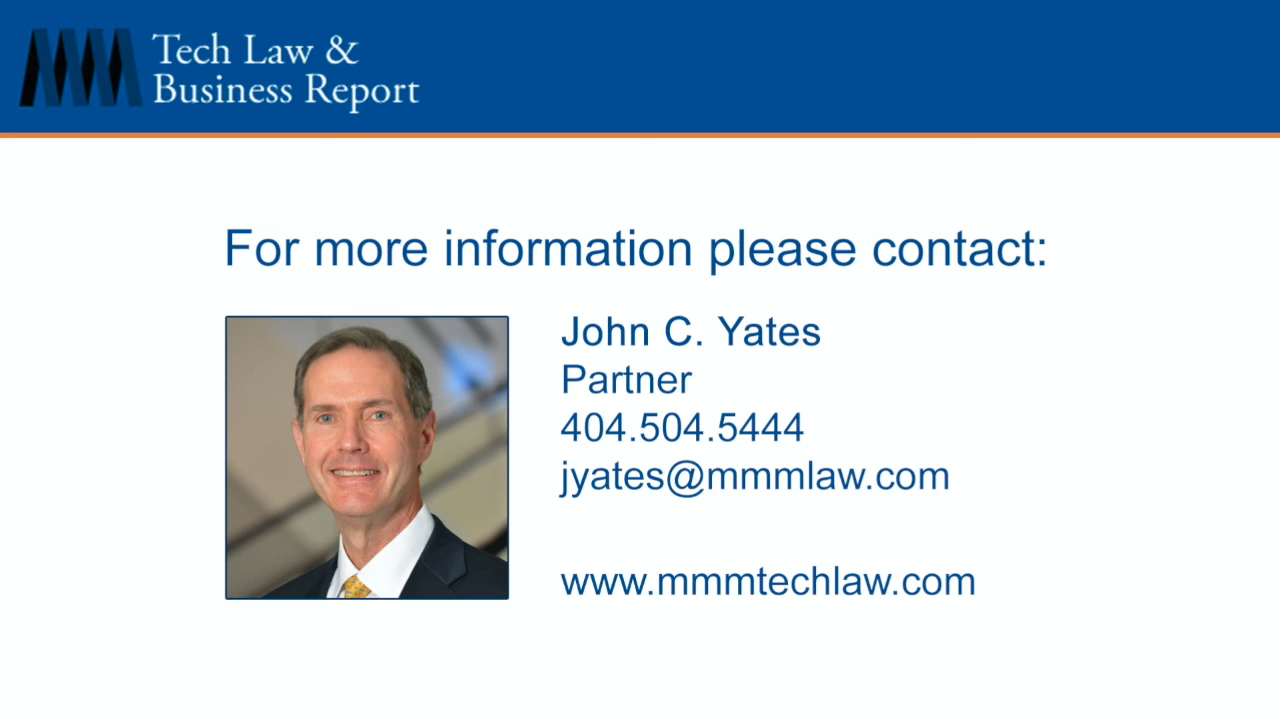 MMM Tech Law &
Business Report
For more information please contact:
John C. Yates
Partner
404.504.5444
jyates@mmmlaw.com
www.mmmtechlaw.com